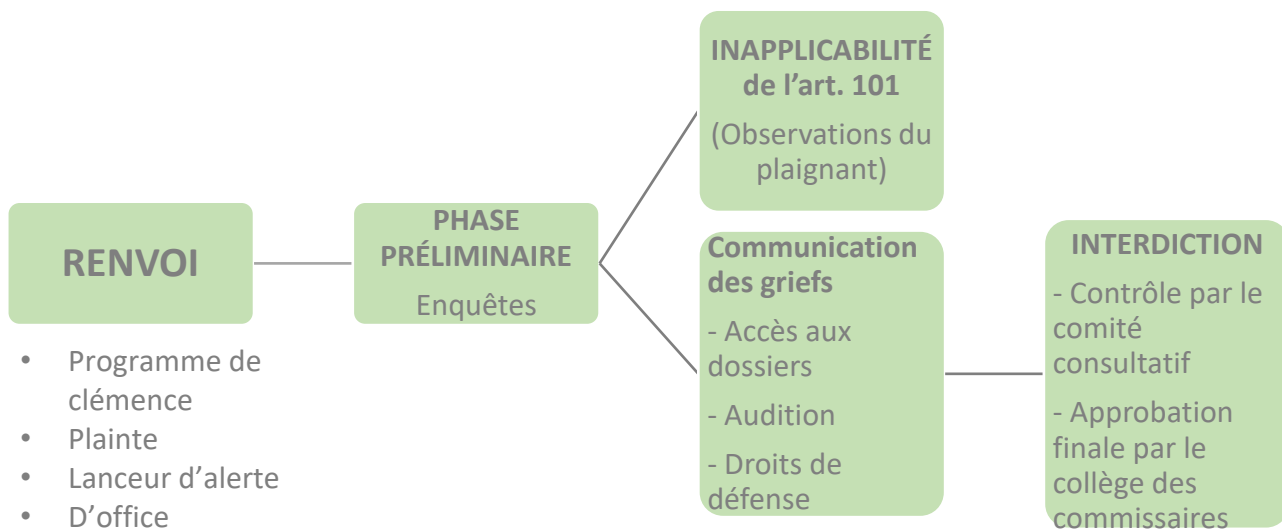 RENVOI
• Programme de
clémence
• Plainte
• Lanceur d’alerte
• D’office
PHASE
PRÉLIMINAIRE
Enquêtes
INAPPLICABILITÉ
de l’art. 101
(Observations du
plaignant)
Communication
des griefs
- Accès aux
dossiers
- Audition
- Droits de
défense
INTERDICTION
- Contrôle par le
comité
consultatif
- Approbation
finale par le
collège des
commissaires